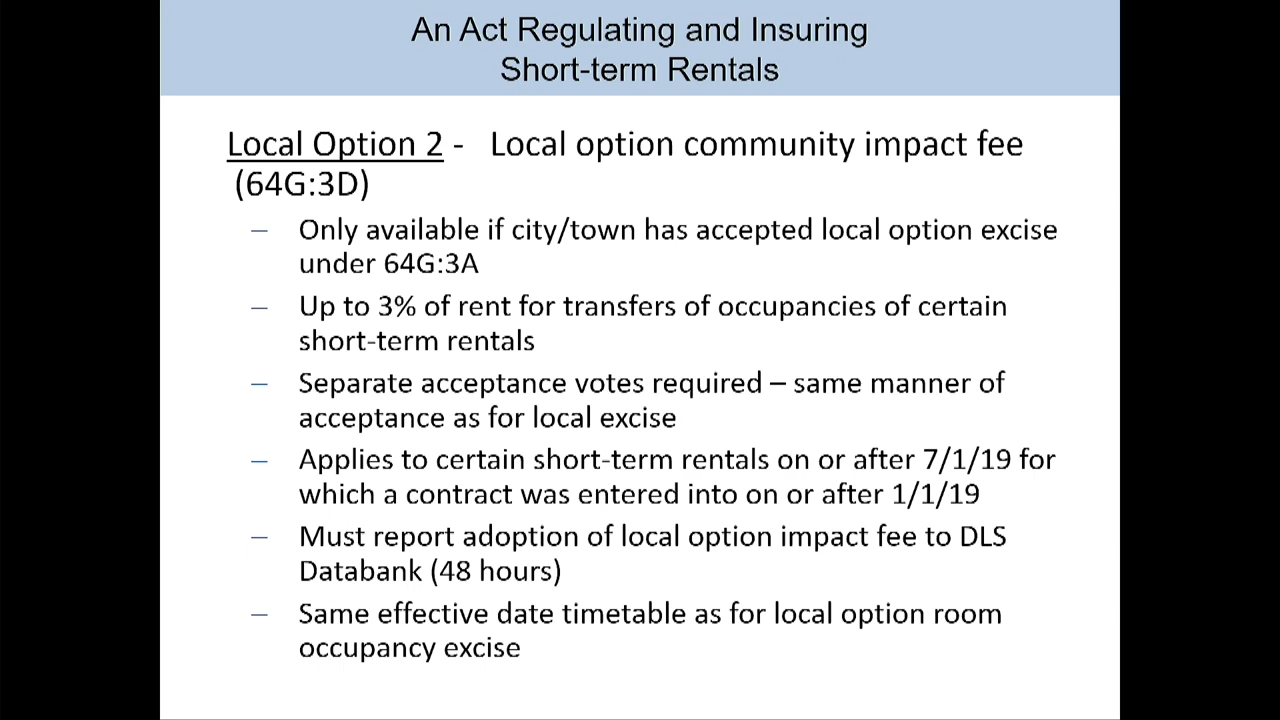 An Act Regulating and Insuring
Short-term Rentals
Local Option 2 - Local option community impact fee
(64G:3D)
– Only available if city/town has accepted local option excise
under 64G:3A
– Up to 3% of rent for transfers of occupancies of certain
short-term rentals
– Separate acceptance votes required – same manner of
acceptance as for local excise
– Applies to certain short-term rentals on or after 7/1/19 for
which a contract was entered into on or after 1/1/19
– Must report adoption of local option impact fee to DLS
Databank (48 hours)
– Same effective date timetable as for local option room
occupancy excise